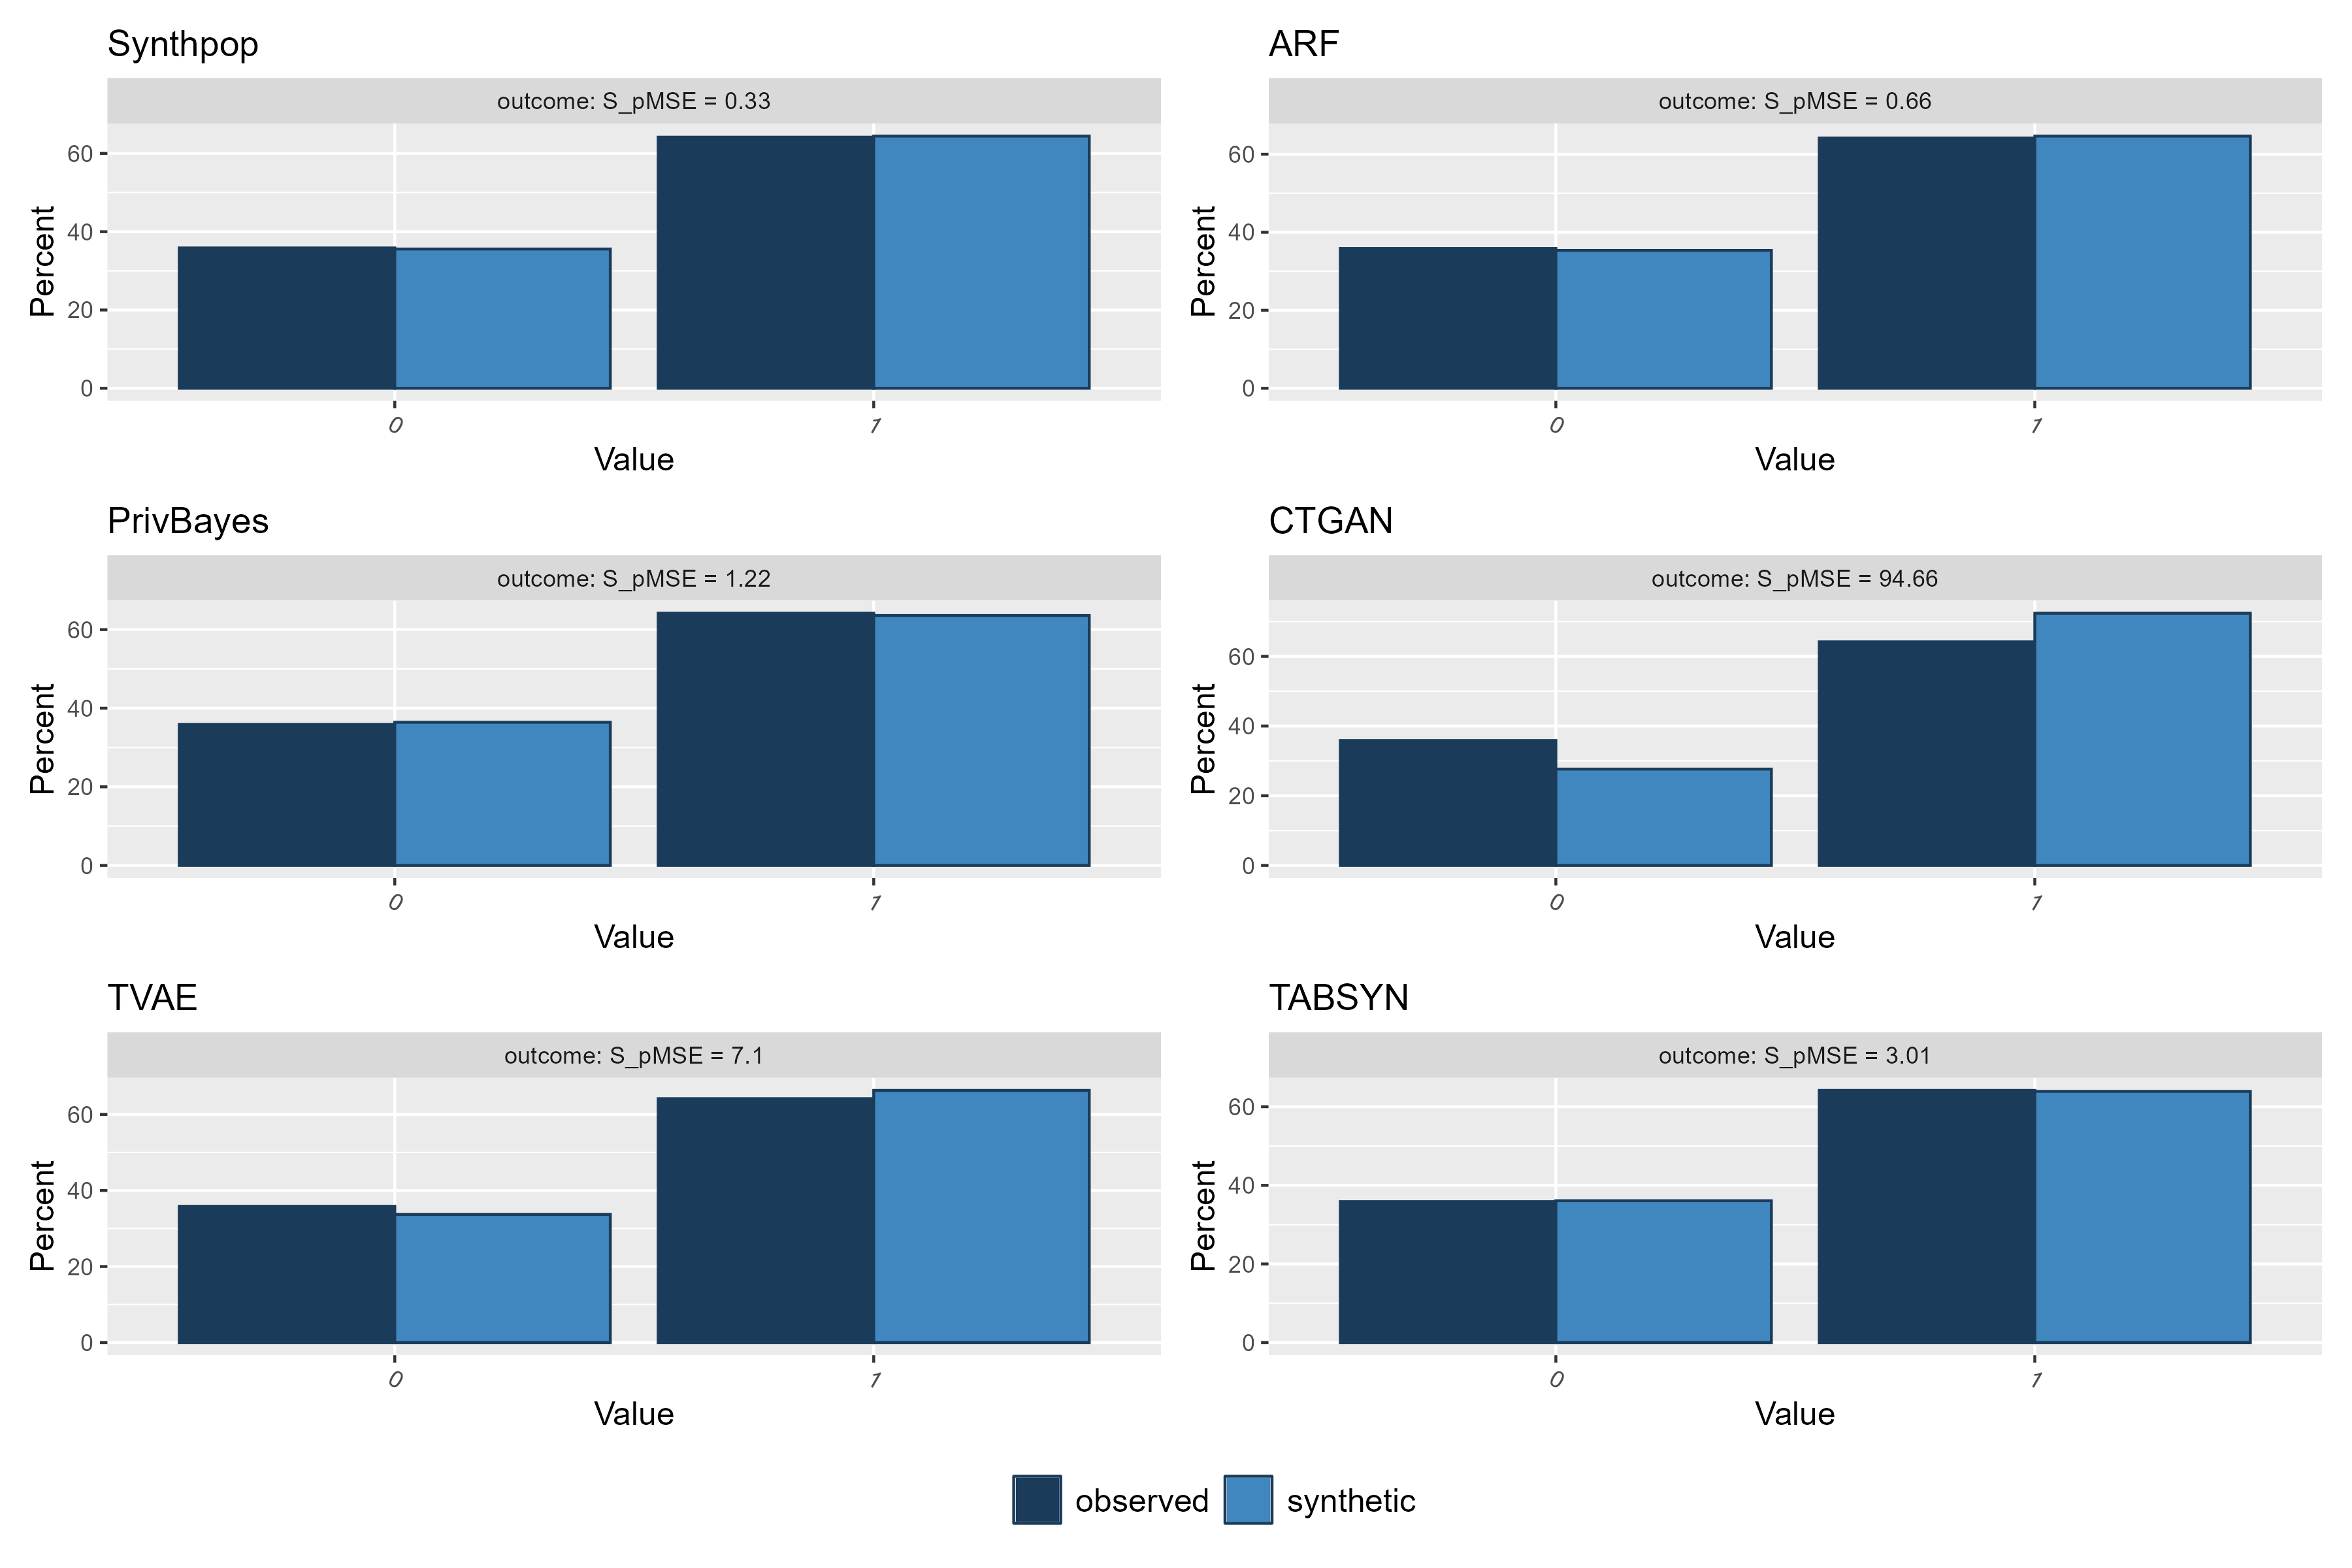 Synthpop
outcome: S_pMSE = 0.33
Percent
60
40
20
0
0 1
Value
ARF
outcome: S_pMSE = 0.66
Percent
60
40
20
0
0 1
Value
PrivBayes
outcome: S_pMSE = 1.22
Percent
60
40
20
0
0 1
Value
CTGAN
outcome: S_pMSE = 94.66
Percent
60
40
20
0
0 1
Value
TVAE
outcome: S_pMSE = 7.1
Percent
60
40
20
0
0 1
Value
TABSYN
outcome: S_pMSE = 3.01
Percent
60
40
20
0
0 1
Value
observed synthetic